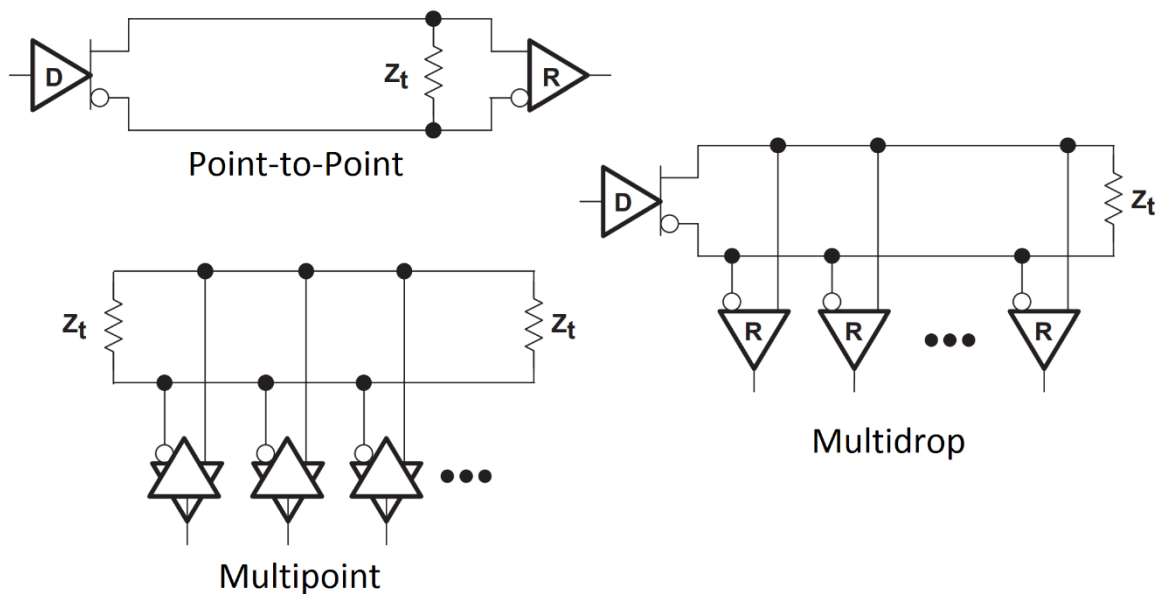 D
Zt
R
Point-to-Point
D
Zt
R
R
R
Multidrop
Zt
Zt
Multipoint